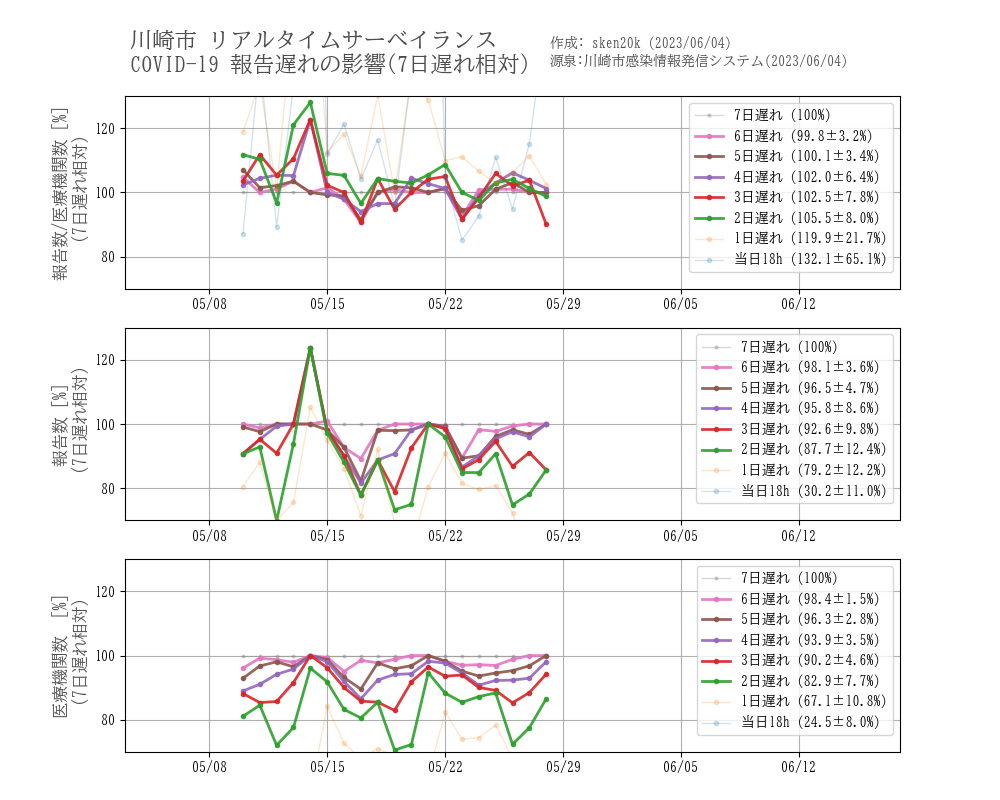 川崎市 リアルタイムサーベイランス
COVID-19 報告遅れの影響(7日遅れ相対)
作成: sken20k (2023/06/04)
源泉:川崎市感染情報発信システム(2023/06/04)
報告数/医療機関数 [%]
(7日遅れ相対)
120
100
80
7日遅れ (100%)
6日遅れ (99.8±3.2%)
5日遅れ (100.1±3.4%)
4日遅れ (102.0±6.4%)
3日遅れ (102.5±7.8%)
2日遅れ (105.5±8.0%)
1日遅れ (119.9±21.7%)
当日18h (132.1±65.1%)
05/08 05/15 05/22 05/29 06/05 06/12
報告数 [%]
(7日遅れ相対)
120
100
80
7日遅れ (100%)
6日遅れ (98.1±3.6%)
5日遅れ (96.5±4.7%)
4日遅れ (95.8±8.6%)
3日遅れ (92.6±9.8%)
2日遅れ (87.7±12.4%)
1日遅れ (79.2±12.2%)
当日18h (30.2±11.0%)
05/08 05/15 05/22 05/29 06/05 06/12
医療機関数 [%]
(7日遅れ相対)
120
100
80
7日遅れ (100%)
6日遅れ (98.4±1.5%)
5日遅れ (96.3±2.8%)
4日遅れ (93.9±3.5%)
3日遅れ (90.2±4.6%)
2日遅れ (82.9±7.7%)
1日遅れ (67.1±10.8%)
当日18h (24.5±8.0%)
05/08 05/15 05/22 05/29 06/05 06/12